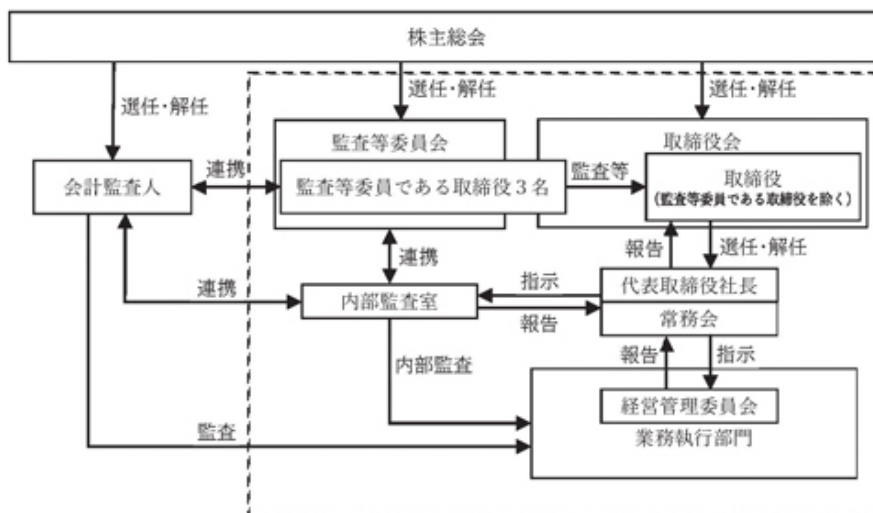 株主総会
選任・解任
選任・解任
選任・解任
監査等委員会
取締役会
会計監査人
連携
監査等委員である取締役3名
監査等
取締役
(監査等委員である取締役を除く)
連携
報告
選任・解任
連携
内部監査室
指示
代表取締役社長
報告
常務会
内部監査
報告
指示
経営管理委員会
監査
業務執行部門